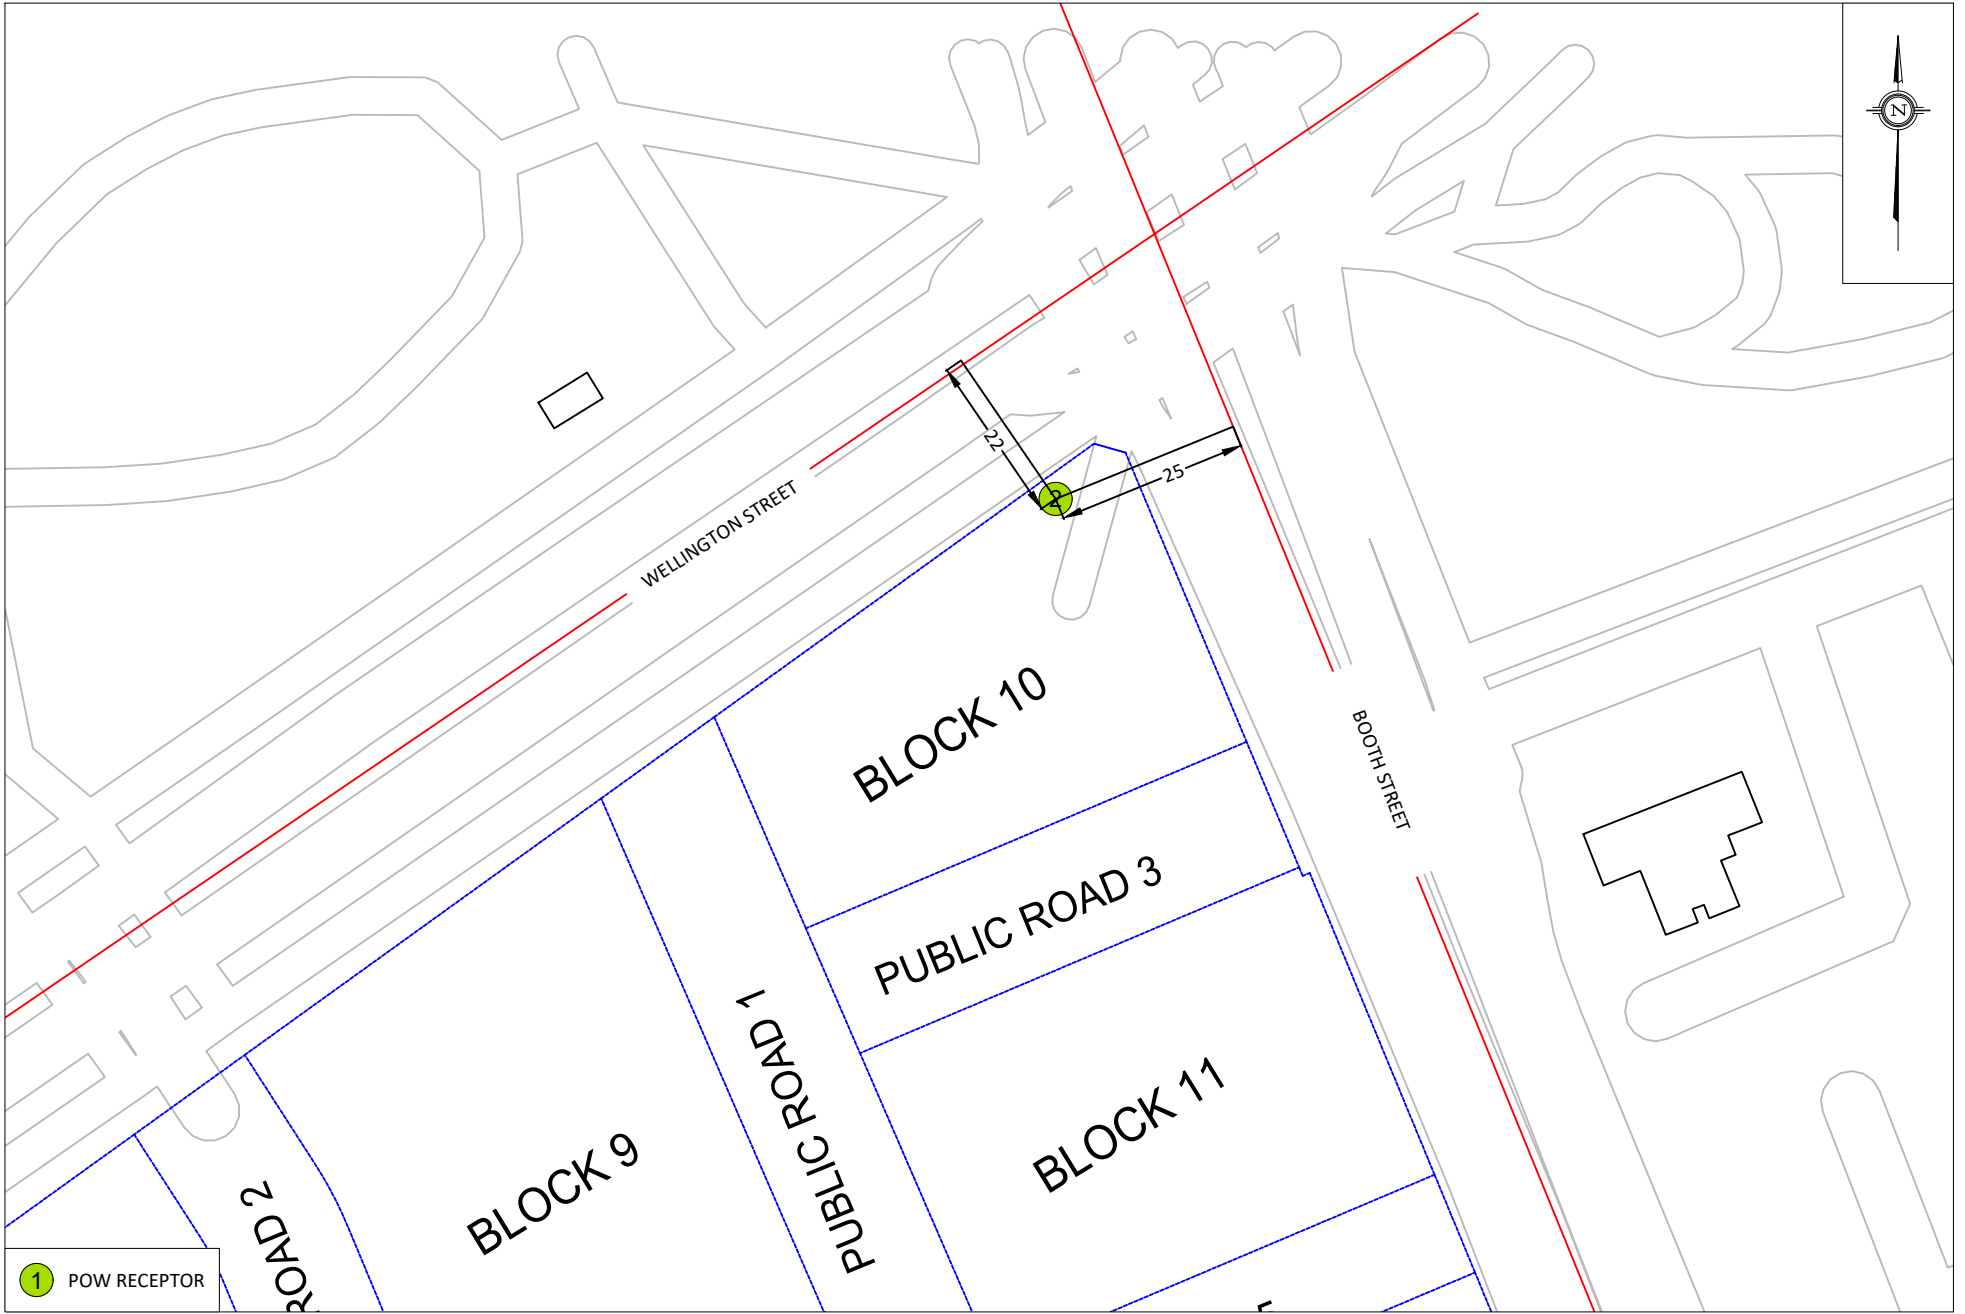 N
22
25
2
WELLINGTON STREET
BLOCK 10
BOOTH STREET
PUBLIC ROAD 3
PUBLIC ROAD 1
BLOCK 11
BLOCK 9
ROAD 2
1 POW RECEPTOR